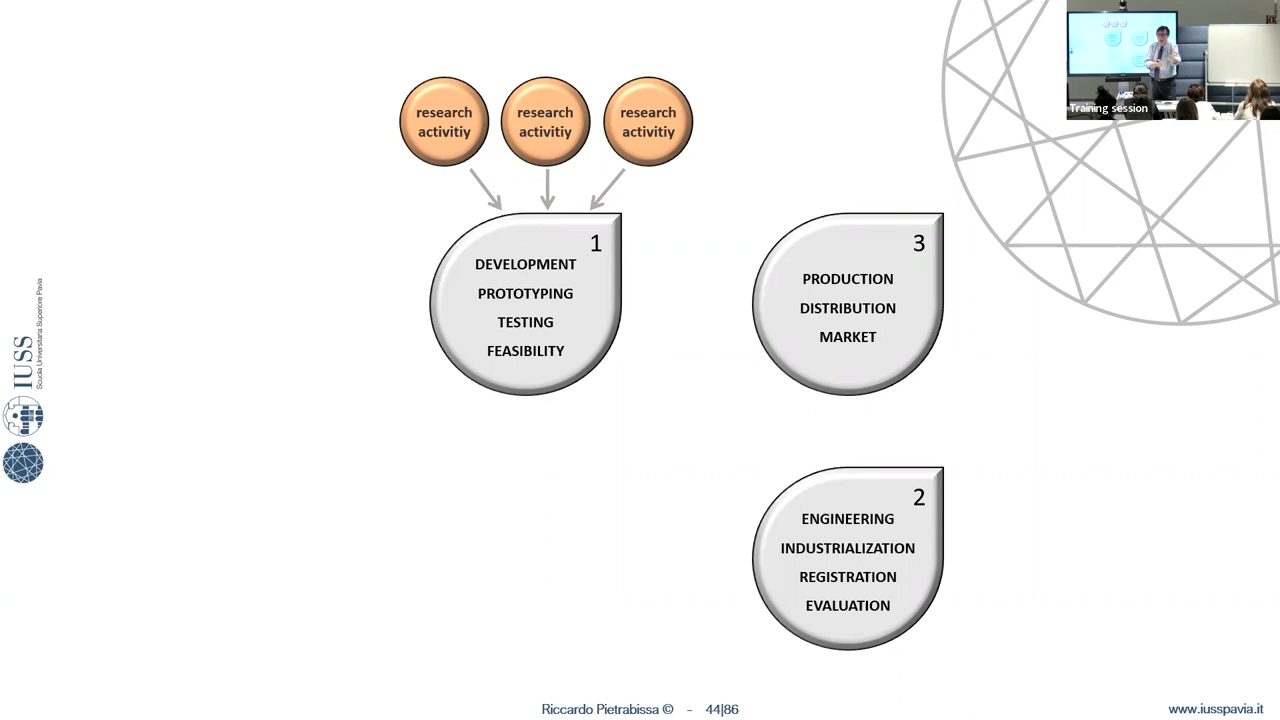 research
activitiy
research
activitiy
research
activitiy
1
DEVELOPMENT
PROTOTYPING
TESTING
FEASIBILITY
3
PRODUCTION
DISTRIBUTION
MARKET
2
ENGINEERING
INDUSTRIALIZATION
REGISTRATION
EVALUATION
Training session
IUSS
Scuola Universitaria Superiore Pavia
Riccardo Pietrabissa © - 44|86
www.iusspavia.it